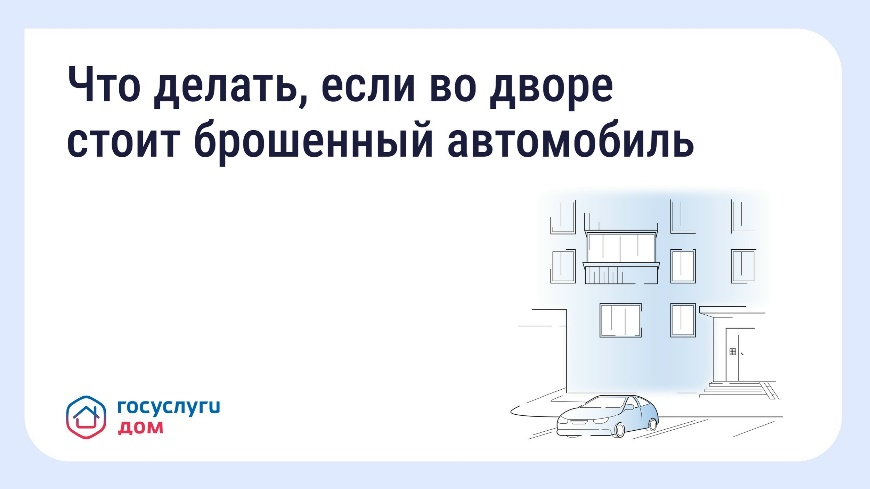 Что делать, если во дворе
стоит брошенный автомобиль
госуслуги
дом